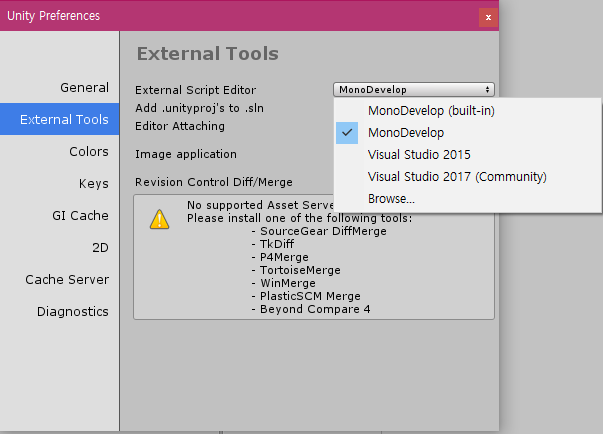 Unity Preferences
x
External Tools
General
External Tools
Colors
Keys
GI Cache
2D
Cache Server
Diagnostics
External Script Editor
MonoDevelop
Add .unityproj's to .sln
Editor Attaching
Image application
Revision Control Diff/Merge
MonoDevelop (built-in)
MonoDevelop
Visual Studio 2015
Visual Studio 2017 (Community)
Browse...
No supported Asset Server
Please install one of the following tools:
- SourceGear DiffMerge
- TkDiff
- P4Merge
- TortoiseMerge
- WinMerge
- PlasticSCM Merge
- Beyond Compare 4